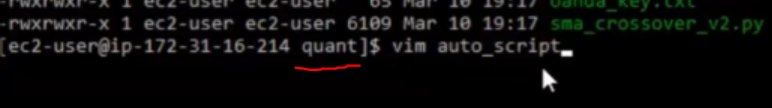 -rwxrwxr-x 1 ec2-user ec2-user 65 Mar 10 19:17 oanda_key.txt
-rwxrwxr-x 1 ec2-user ec2-user 6109 Mar 10 19:17 sma_crossover_v2.py
[ec2-user@ip-172-31-16-214 quant]$ vim auto_script